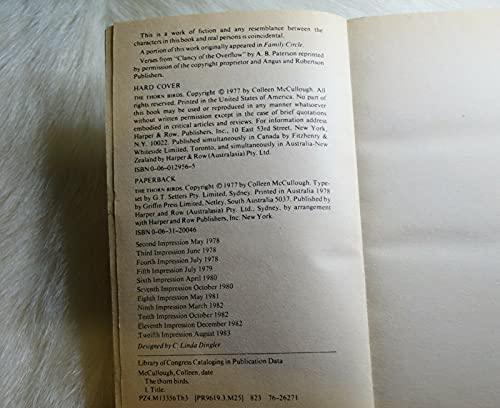 This is a work of fiction and any resemblance between the
characters in this book and real persons is coincidental.
A portion of this work originally appeared in Family Circle.
Verses from "Clancy of the Overflow" by A. B. Paterson reprinted
by permission of the copyright proprietor and Angus and Robertson
Publishers.
HARD COVER
THE THORN BIRDS. Copyright © 1977 by Colleen McCullough. All
rights reserved. Printed in the United States of America. No part of
this book may be used or reproduced in any manner whatsoever
without written permission except in the case of brief quotations
embodied in critical articles and reviews. For information address
Harper & Row, Publishers, Inc., 10 East 53rd Street, New York,
N.Y. 10022. Published simultaneously in Canada by Fitzhenry &
Whiteside Limited, Toronto, and simultaneously in Australia-New
Zealand by Harper & Row (Australasia) Pty. Ltd.
ISBN 0-06-012956-5
PAPERBACK
THE THORN BIRDS. Copyright © 1977 by Colleen McCullough. Type-
set by G.T. Setters Pty Limited, Sydney. Printed in Australia 1978
by Griffin Press Limited, Netley, South Australia 5037. Published by
Harper and Row (Australasia) Pty. Ltd., Sydney, by arrangement
with Harper and Row Publishers, Inc. New York.
ISBN 0-06-31-20046
Second Impression May 1978
Third Impression June 1978
Fourth Impression July 1978
Fifth Impression July 1979
Sixth Impression April 1980
Seventh Impression October 1980
Eighth Impression May 1981
Ninth Impression March 1982
Tenth Impression October 1982
Eleventh Impression December 1982
Twelfth Impression August 1983
Designed by C. Linda Dingler
Library of Congress Cataloging in Publication Data
McCullough, Colleen, date
The thorn birds.
I. Title.
PZ4.M13356Th3 [PR9619.3.M25] 823 76-26271